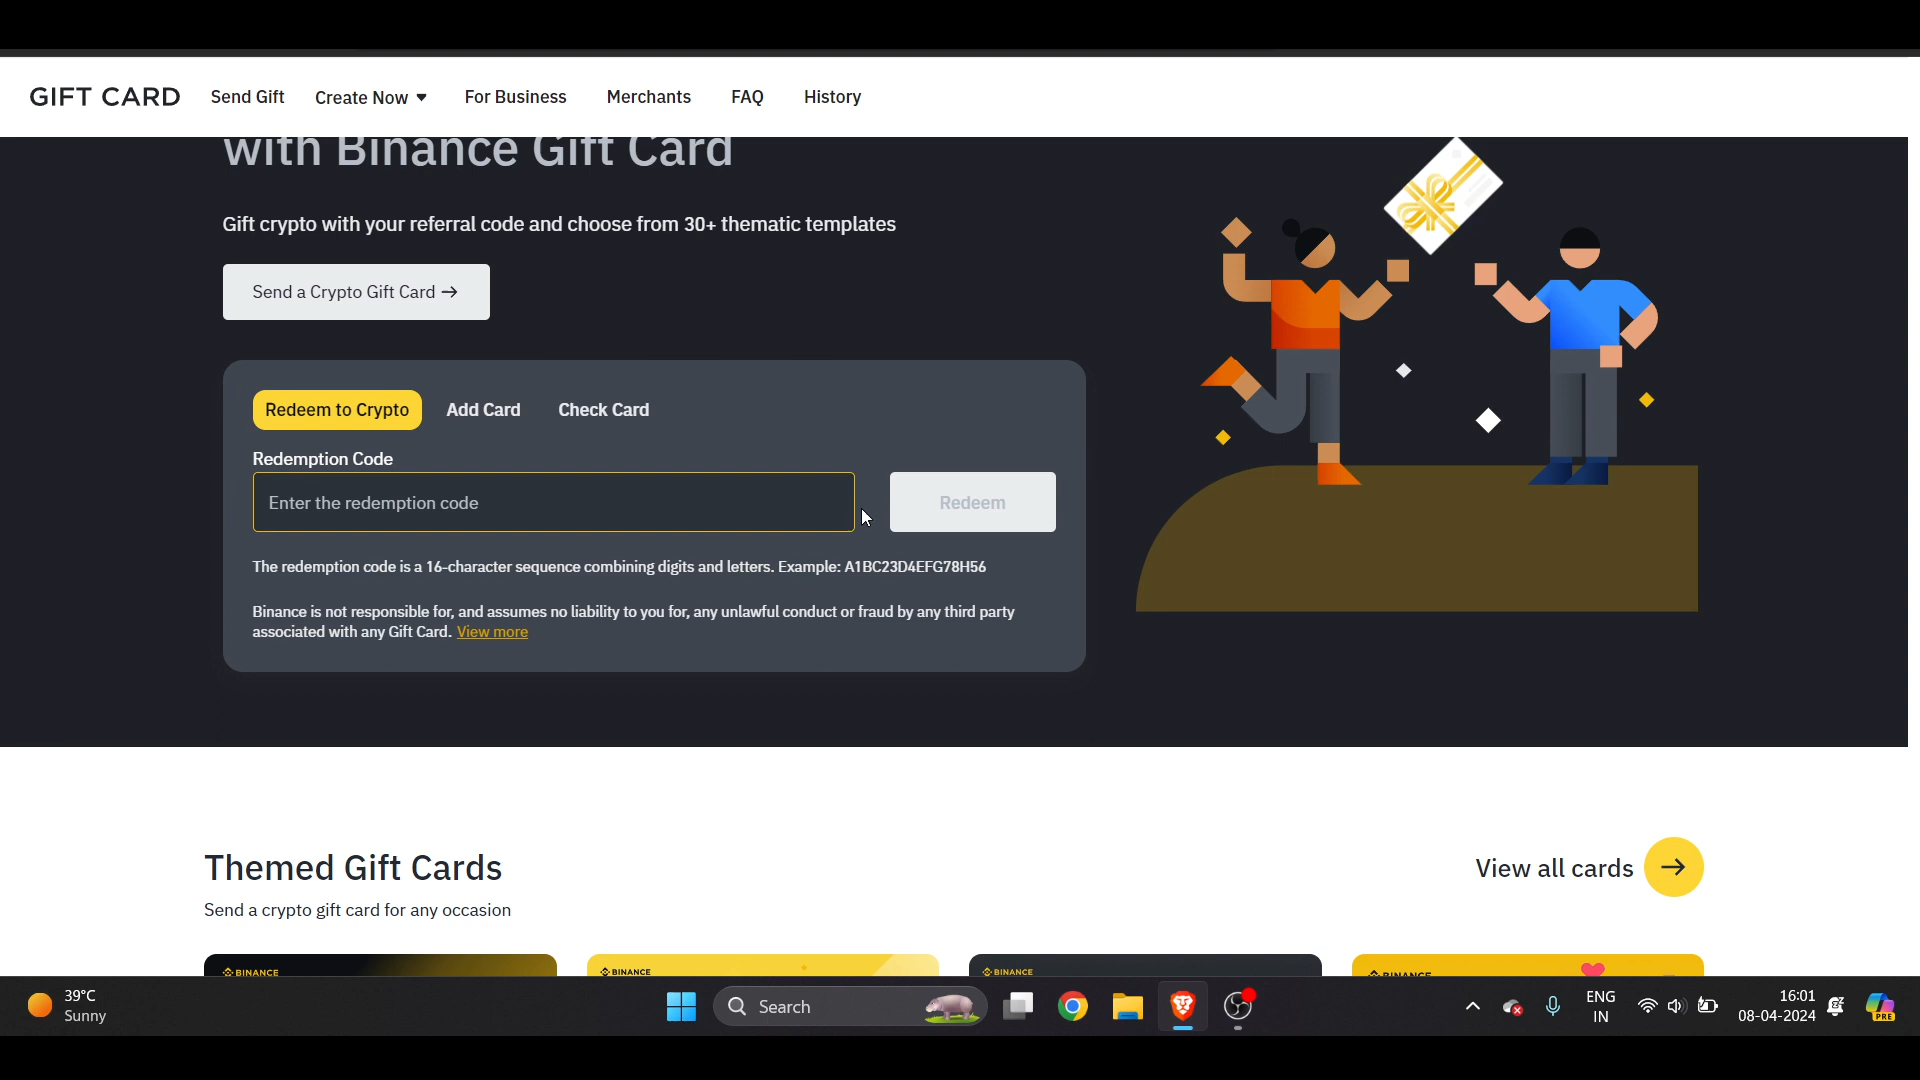 GIFT CARD Send Gift Create Now For Business Merchants FAQ History
with Binance Gift Card
Gift crypto with your referral code and choose from 30+ thematic templates
Send a Crypto Gift Card →
Redeem to Crypto Add Card Check Card
Redemption Code
Enter the redemption code Redeem
The redemption code is a 16-character sequence combining digits and letters. Example: A1BC23D4EFG78H56
Binance is not responsible for, and assumes no liability to you for, any unlawful conduct or fraud by any third party
associated with any Gift Card. View more
Themed Gift Cards View all cards
Send a crypto gift card for any occasion
BINANCE BINANCE BINANCE BINANCE
39°C
Sunny
Search
ENG
IN
16:01
08-04-2024
PRE